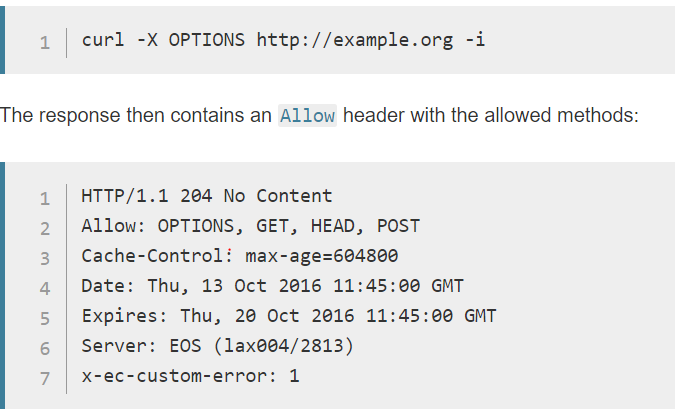 1 curl -X OPTIONS http://example.org -i
The response then contains an Allow header with the allowed methods:
1 HTTP/1.1 204 No Content
2 Allow: OPTIONS, GET, HEAD, POST
3 Cache-Control: max-age=604800
4 Date: Thu, 13 Oct 2016 11:45:00 GMT
5 Expires: Thu, 20 Oct 2016 11:45:00 GMT
6 Server: EOS (lax004/2813)
7 x-ec-custom-error: 1